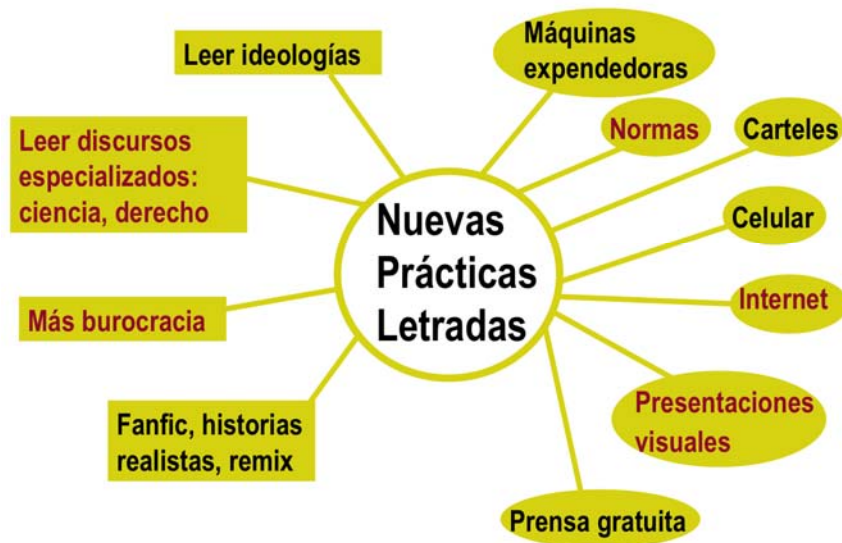 Leer ideologías
Máquinas
expendedoras
Leer discursos
especializados:
ciencia, derecho
Normas
Carteles
Nuevas
Prácticas
Letradas
Celular
Internet
Más burocracia
Fanfic, historias
realistas, remix
Presentaciones
visuales
Prensa gratuita